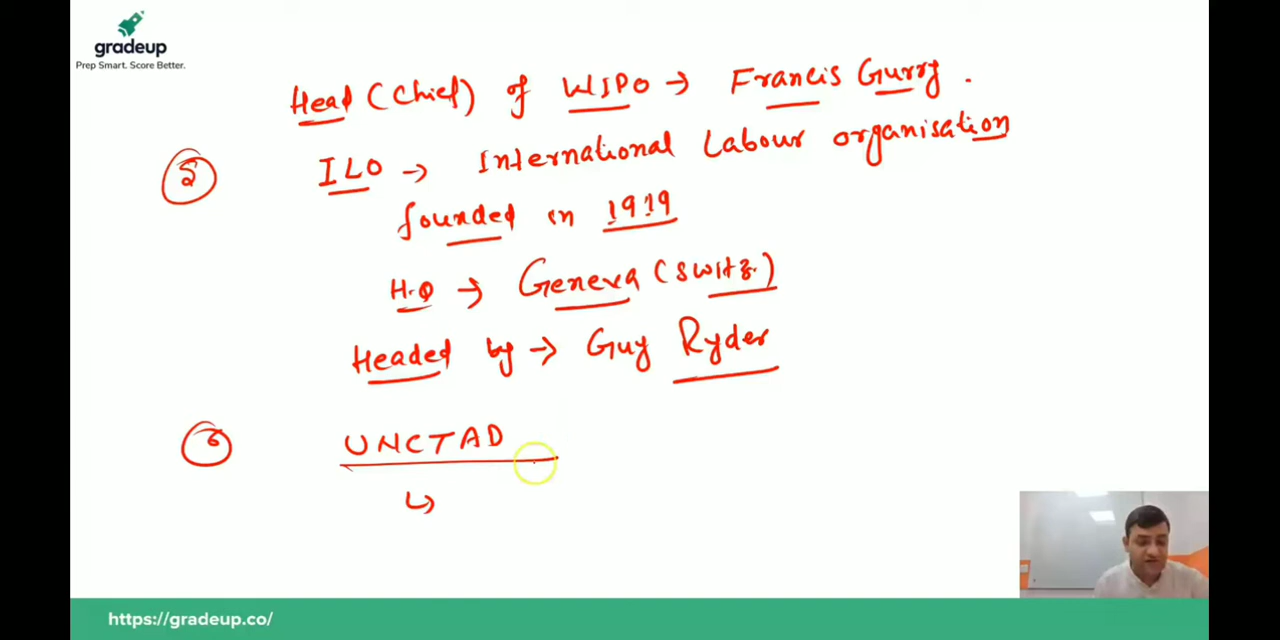 gradeup
Prep Smart. Score Better.
Head (Chief) of WIPO → Francis Gurry.
5 ILO → International Labour organisation
founded in 1919
H.Q → Geneva (Switz.)
Headed by → Guy Ryder
6 UNCTAD
↳
https://gradeup.co/